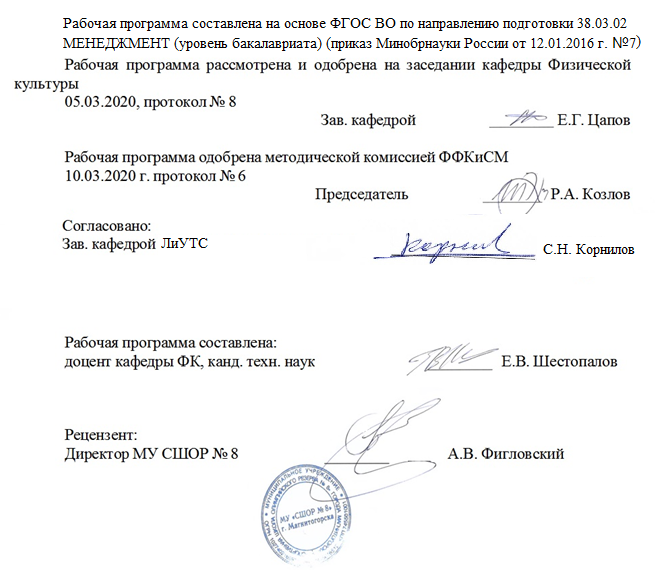 Рабочая программа составлена на основе ФГОС ВО по направлению подготовки 38.03.02
МЕНЕДЖМЕНТ (уровень бакалавриата) (приказ Минобрнауки России от 12.01.2016 г. №7)
Рабочая программа рассмотрена и одобрена на заседании кафедры Физической
культуры
05.03.2020, протокол № 8
Зав. кафедрой Е.Г. Цапов
Рабочая программа одобрена методической комиссией ФФКиСМ
10.03.2020 г. протокол № 6
Председатель Р.А. Козлов
Согласовано:
Зав. кафедрой ЛиУТС С.Н. Корнилов
Рабочая программа составлена:
доцент кафедры ФК, канд. техн. наук Е.В. Шестопалов
Рецензент:
Директор МУ СШОР № 8 А.В. Фигловский
МУНИЦИПАЛЬНОЕ УЧРЕЖДЕНИЕ
МУ «СШОР № 8»
г. Магнитогорска